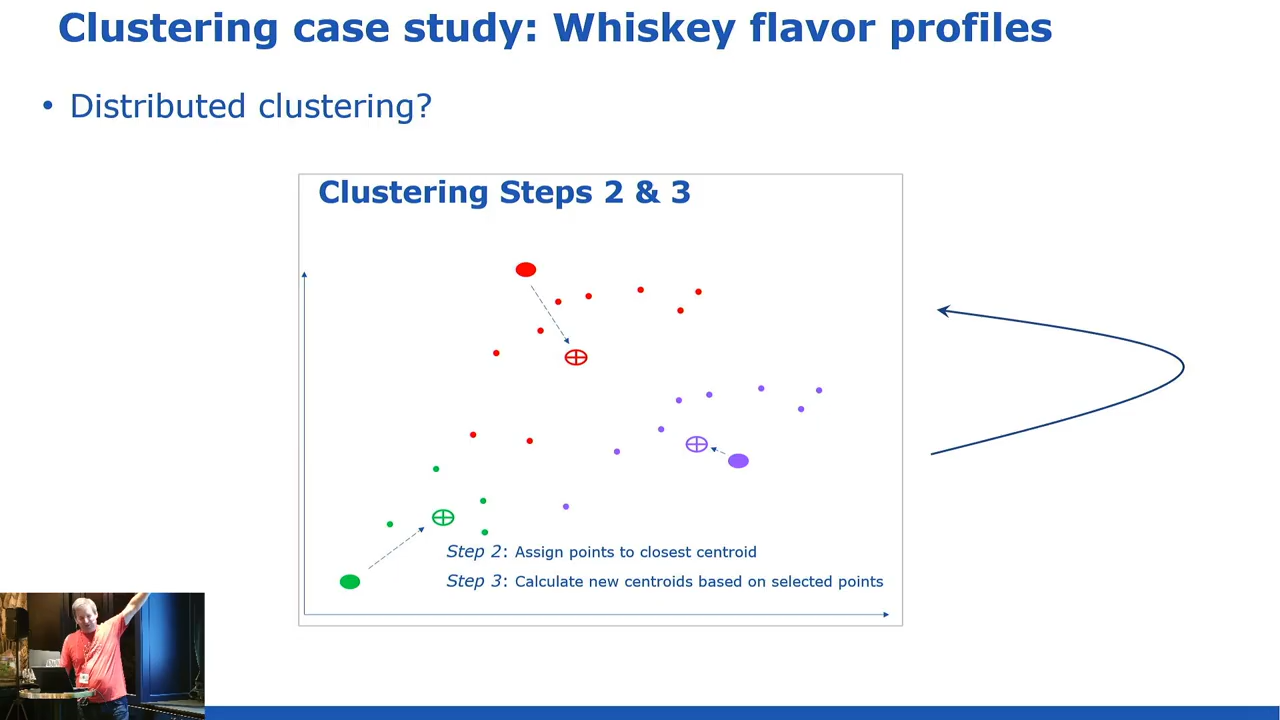 Clustering case study: Whiskey flavor profiles
• Distributed clustering?
Clustering Steps 2 & 3
Step 2: Assign points to closest centroid
Step 3: Calculate new centroids based on selected points